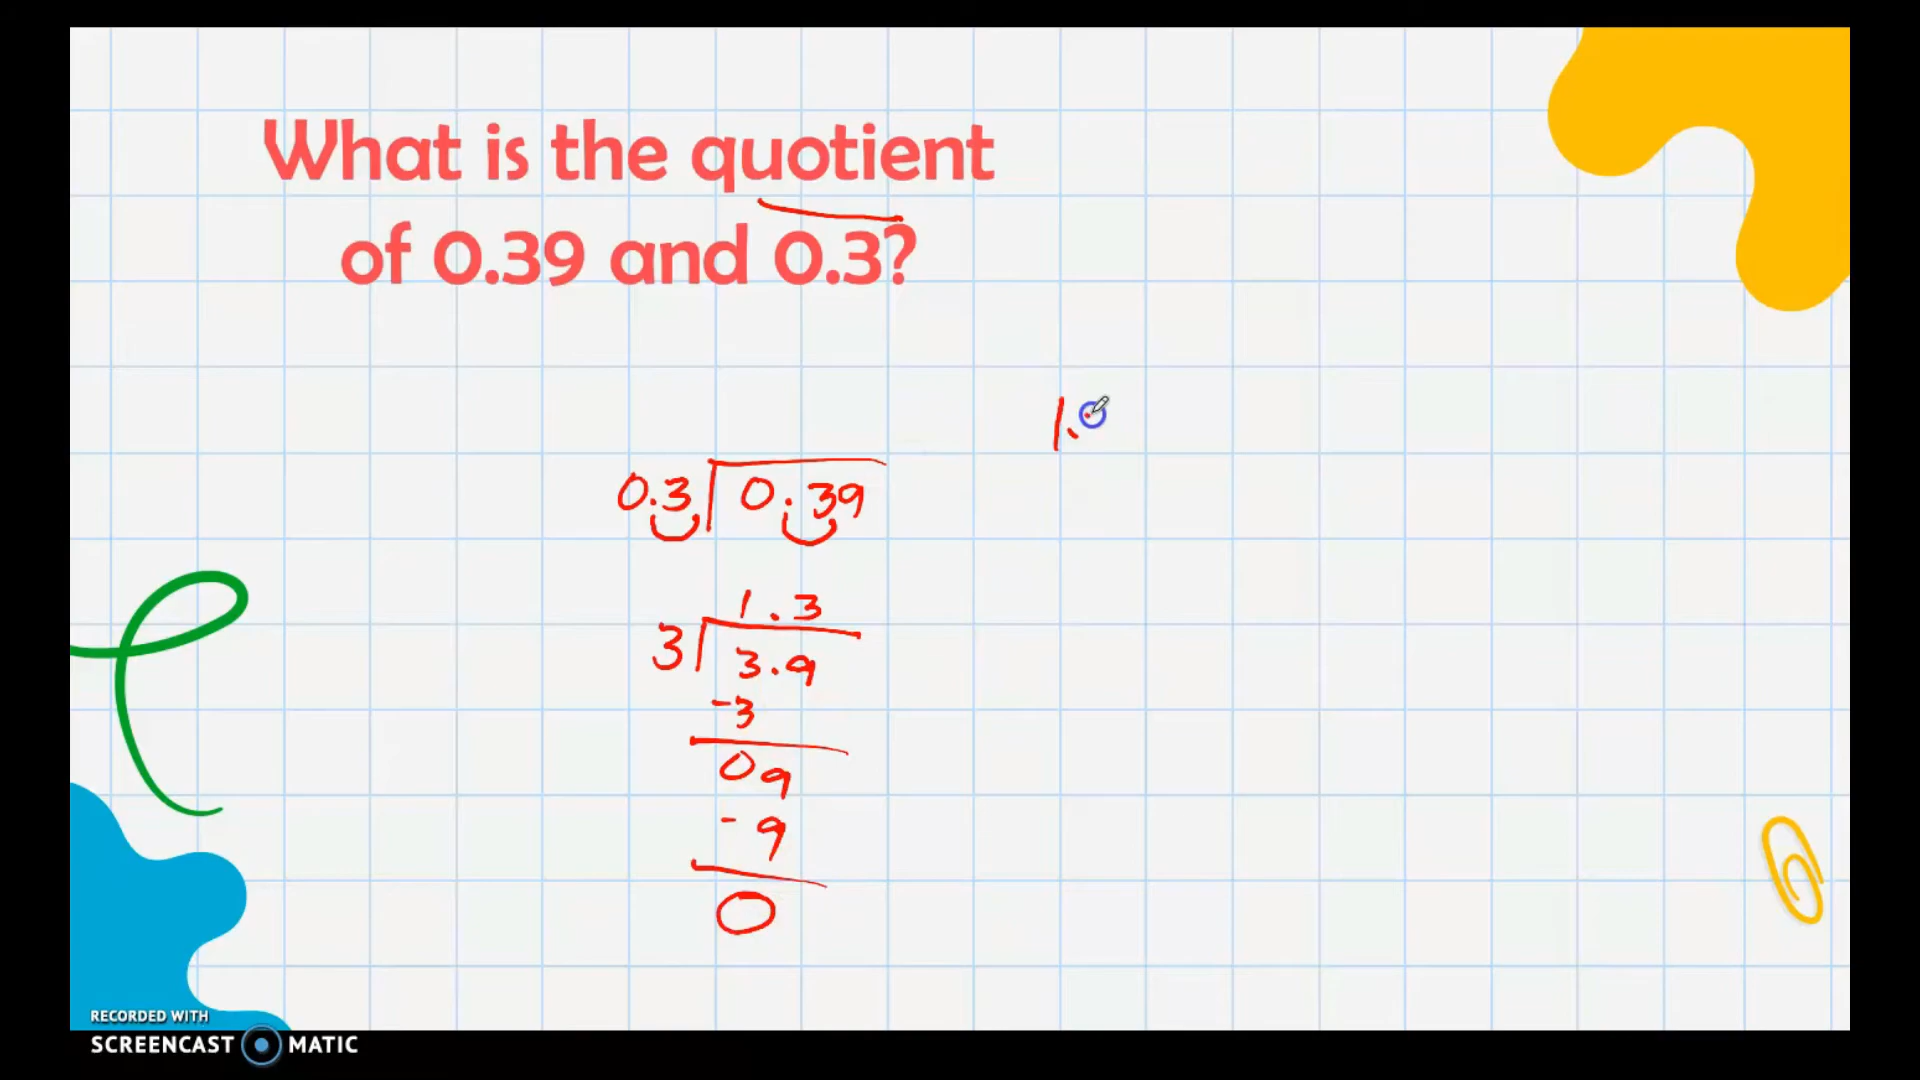 What is the quotient
of 0.39 and 0.3?
1.
0.3 0.39
1.3
3 3.9
-3
09
-9
0
RECORDED WITH
SCREENCAST MATIC